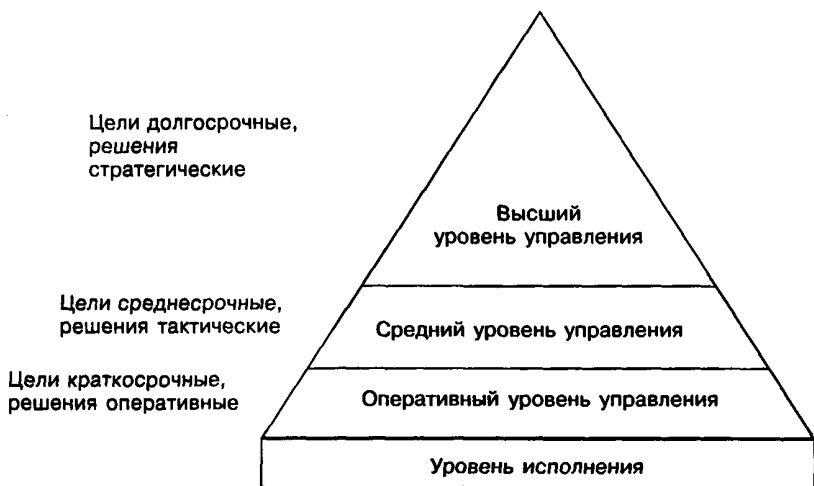 Цели долгосрочные,
решения
стратегические
Высший
уровень управления
Цели среднесрочные,
решения тактические
Средний уровень управления
Цели краткосрочные,
решения оперативные
Оперативный уровень управления
Уровень исполнения